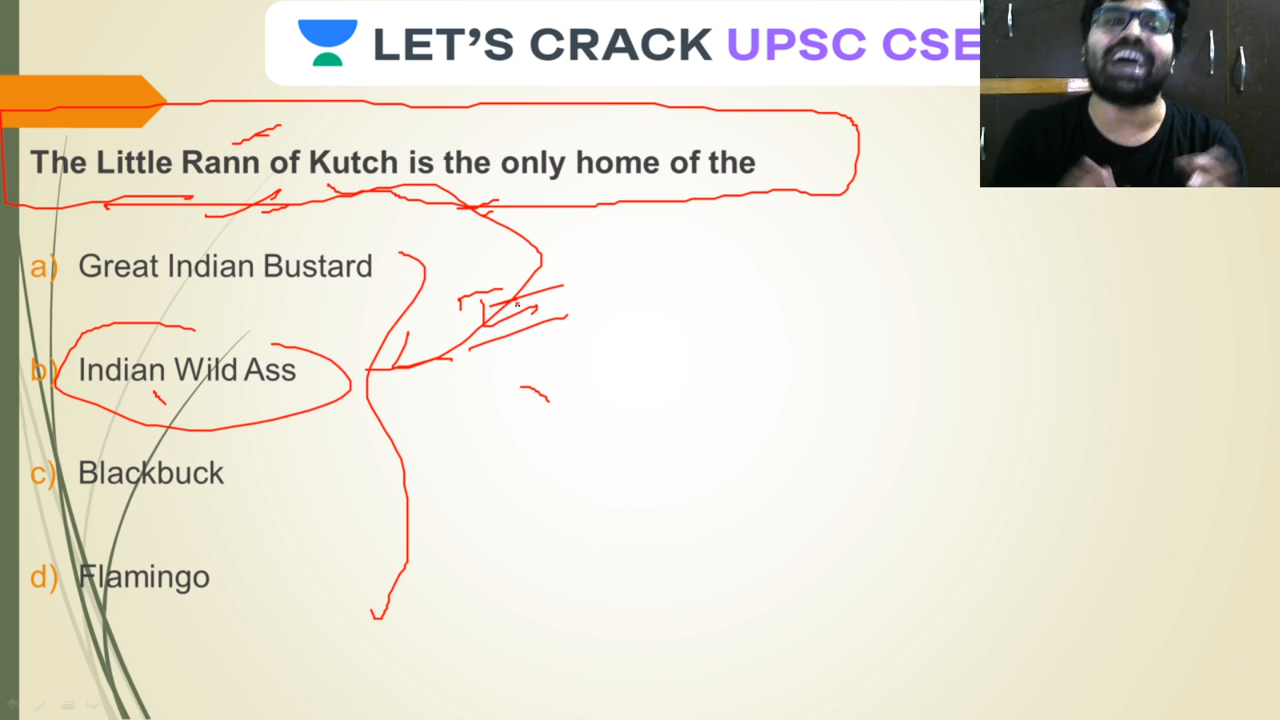 LET'S CRACK UPSC CSE
The Little Rann of Kutch is the only home of the
a) Great Indian Bustard
b) Indian Wild Ass
c) Blackbuck
d) Flamingo